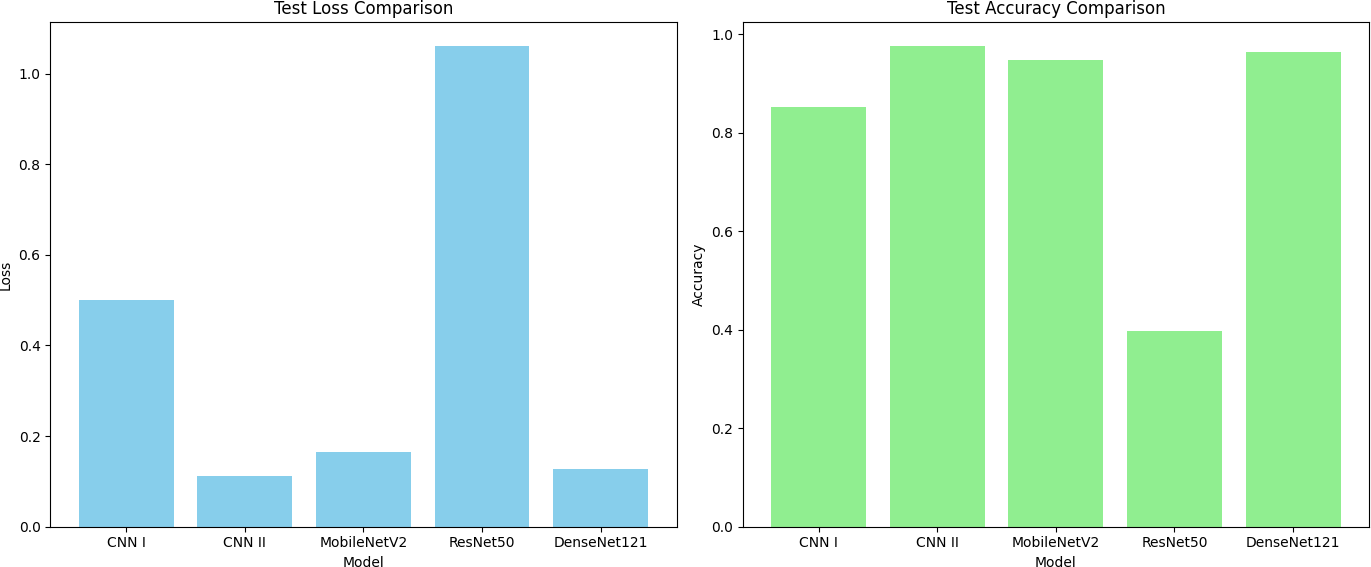 Test Loss Comparison
1.0
0.8
0.6
0.4
0.2
0.0
Loss
CNN I CNN II MobileNetV2 ResNet50 DenseNet121
Model
Test Accuracy Comparison
1.0
0.8
0.6
0.4
0.2
0.0
Accuracy
CNN I CNN II MobileNetV2 ResNet50 DenseNet121
Model